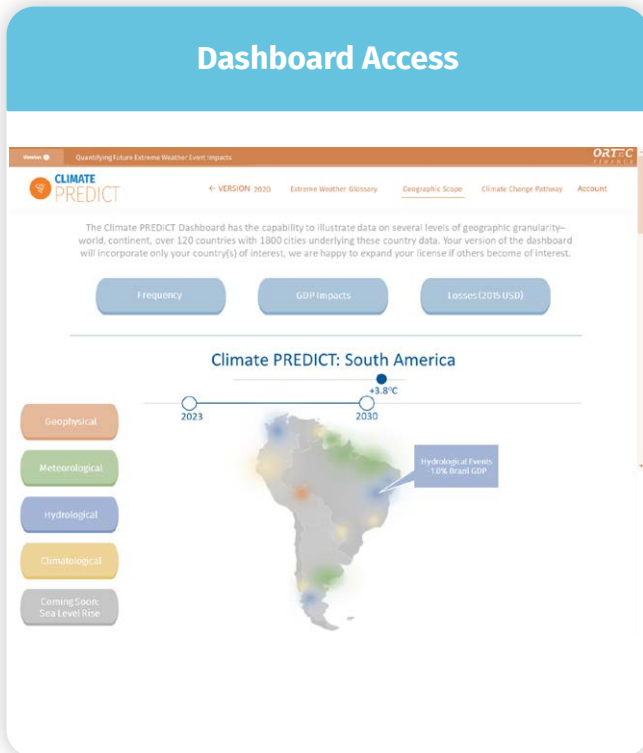 Dashboard Access
Version
Quantifying Future Extreme Weather Event Impacts
ORTEC
FINANCE
CLIMATE
PREDICT
← VERSION 2020
Extreme Weather Glossary
Geographic Scope
Climate Change Pathway
Account
The Climate PREDICT Dashboard has the capability to illustrate data on several levels of geographic granularity–
world, continent, over 120 countries with 1800 cities underlying these country data. Your version of the dashboard
will incorporate only your country(s) of interest, we are happy to expand your license if others become of interest.
Frequency
GDP Impacts
Losses (2015 USD)
Climate PREDICT: South America
+3.8°C
2023
2030
Geophysical
Meteorological
Hydrological
Climatological
Coming Soon:
Sea Level Rise
Hydrological Events
-1.0% Brazil GDP